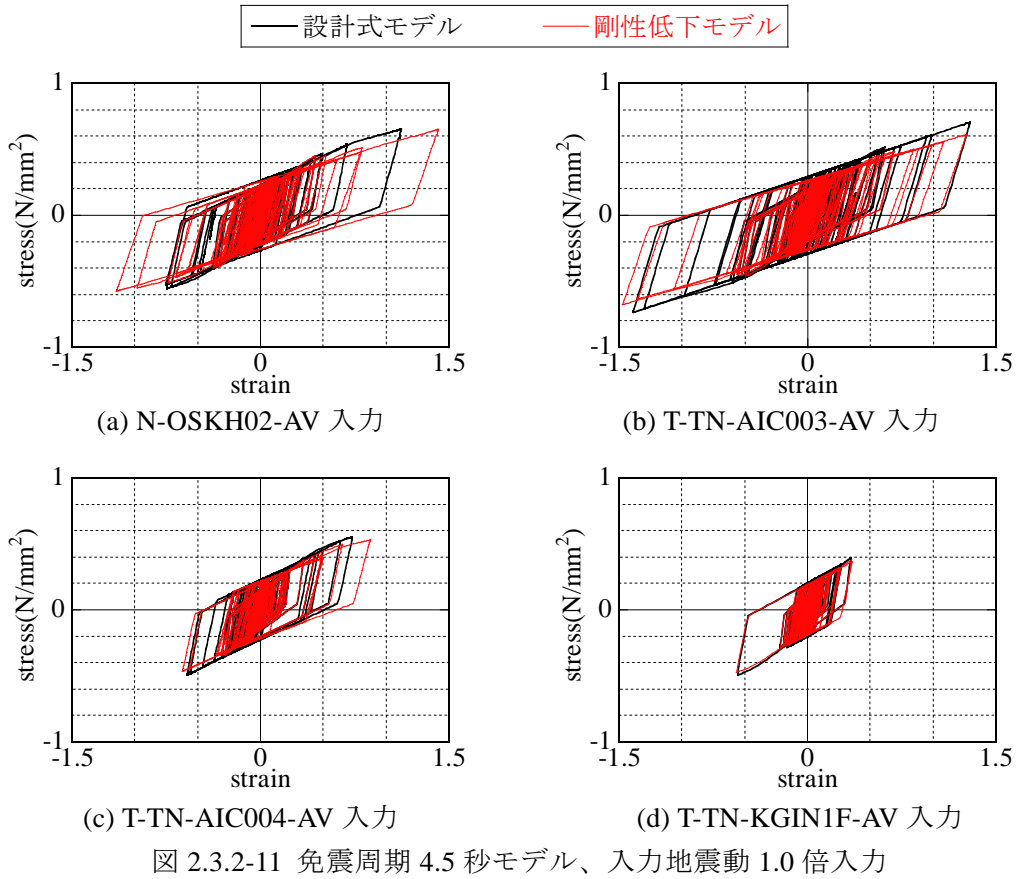 設計式モデル 剛性低下モデル
1
stress(N/mm²)
0
-1
-1.5 0 1.5
strain
(a) N-OSKH02-AV 入力
1
stress(N/mm²)
0
-1
-1.5 0 1.5
strain
(b) T-TN-AIC003-AV 入力
1
stress(N/mm²)
0
-1
-1.5 0 1.5
strain
(c) T-TN-AIC004-AV 入力
1
stress(N/mm²)
0
-1
-1.5 0 1.5
strain
(d) T-TN-KGIN1F-AV 入力
図 2.3.2-11 免震周期 4.5 秒モデル、入力地震動 1.0 倍入力